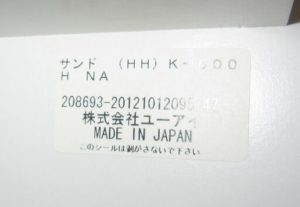 サンド (HH) K-
H NA
株式会社ユーアイ
MADE IN JAPAN
このシールは剥がさないで下さい